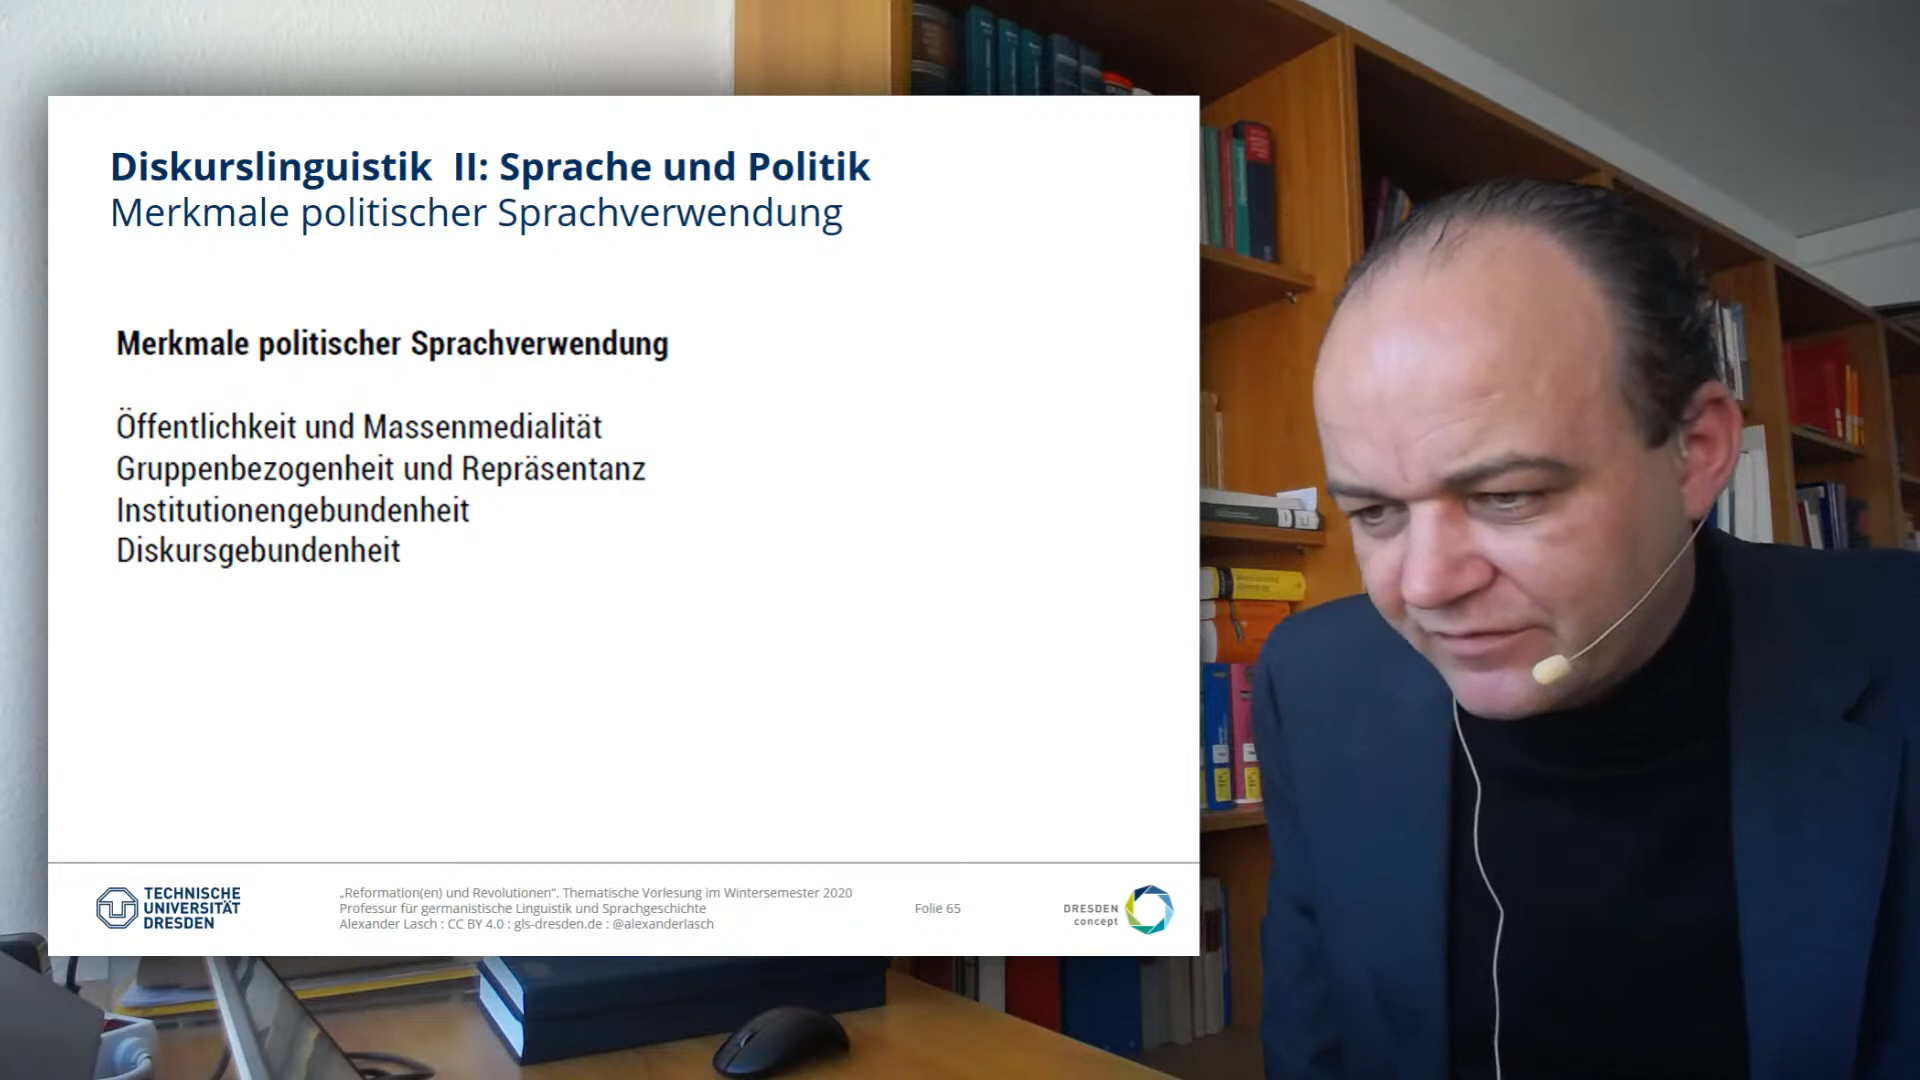 Diskurslinguistik II: Sprache und Politik
Merkmale politischer Sprachverwendung
Merkmale politischer Sprachverwendung
Öffentlichkeit und Massenmedialität
Gruppenbezogenheit und Repräsentanz
Institutionengebundenheit
Diskursgebundenheit
TECHNISCHE
UNIVERSITÄT
DRESDEN
„Reformation(en) und Revolutionen“. Thematische Vorlesung im Wintersemester 2020
Professur für germanistische Linguistik und Sprachgeschichte
Alexander Lasch : CC BY 4.0 : gls-dresden.de : @alexanderlasch
Folie 65
DRESDEN
concept